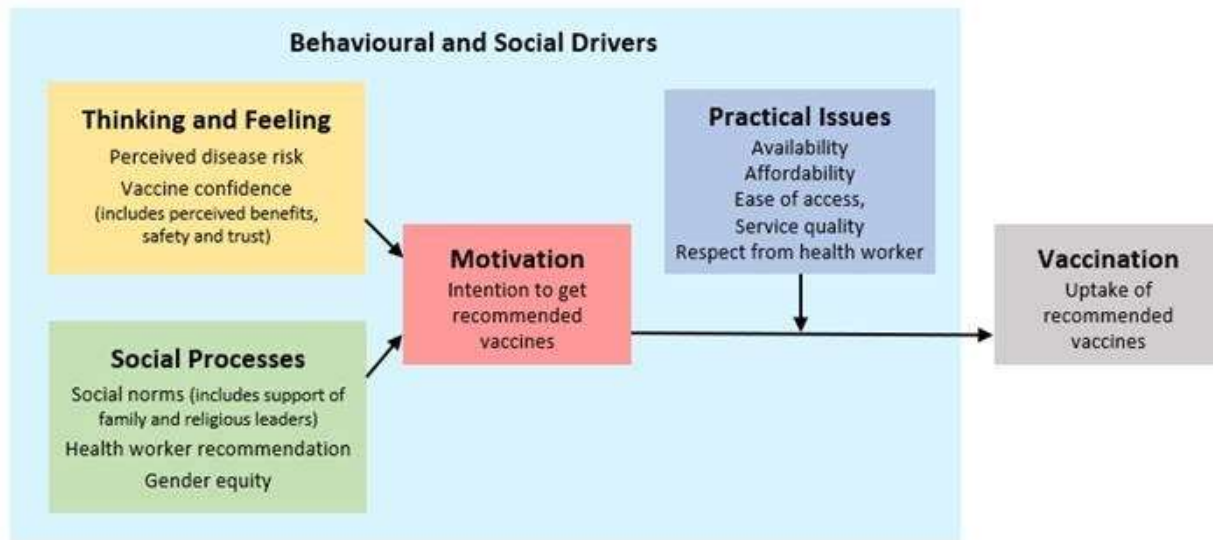 Behavioural and Social Drivers
Thinking and Feeling
Perceived disease risk
Vaccine confidence
(includes perceived benefits,
safety and trust)
Social Processes
Social norms (includes support of
family and religious leaders)
Health worker recommendation
Gender equity
Motivation
Intention to get
recommended
vaccines
Practical Issues
Availability
Affordability
Ease of access,
Service quality
Respect from health worker
Vaccination
Uptake of
recommended
vaccines